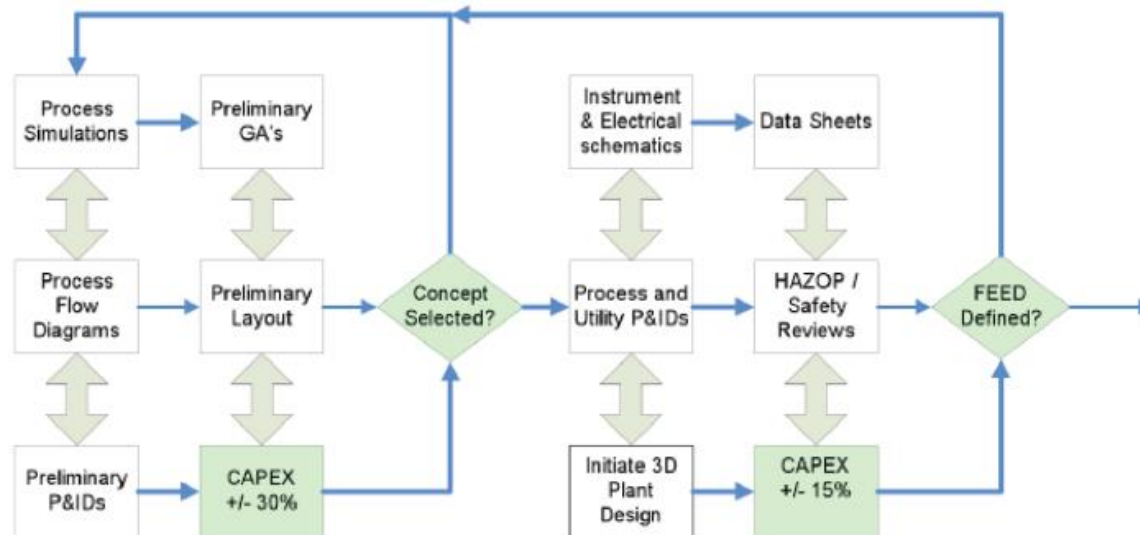 Process
Simulations
Preliminary
GA's
Instrument
& Electrical
schematics
Data Sheets
Process
Flow
Diagrams
Preliminary
Layout
Concept
Selected?
Process and
Utility P&IDs
HAZOP /
Safety
Reviews
FEED
Defined?
Preliminary
P&IDs
CAPEX
+/- 30%
Initiate 3D
Plant
Design
CAPEX
+/- 15%